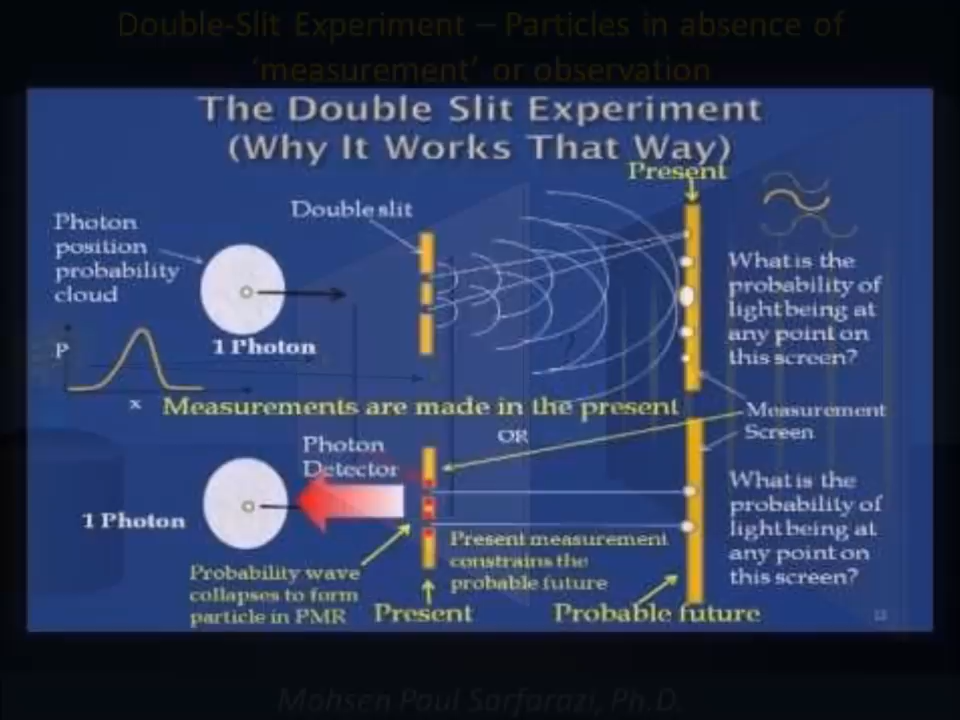 Double-Slit Experiment – Particles in absence of
'measurement' or observation
The Double Slit Experiment
(Why It Works That Way)
Present
Double slit
Photon
position
probability
cloud
1 Photon
P
x
What is the
probability of
light being at
any point on
this screen?
Measurements are made in the present
OR
Measurement
Screen
Photon
Detector
1 Photon
What is the
probability of
light being at
any point on
this screen?
Present measurement
constrains the
probable future
Probability wave
collapses to form
particle in PMR
Present
Probable future
Mohsen Paul Sarfarazi, Ph.D.